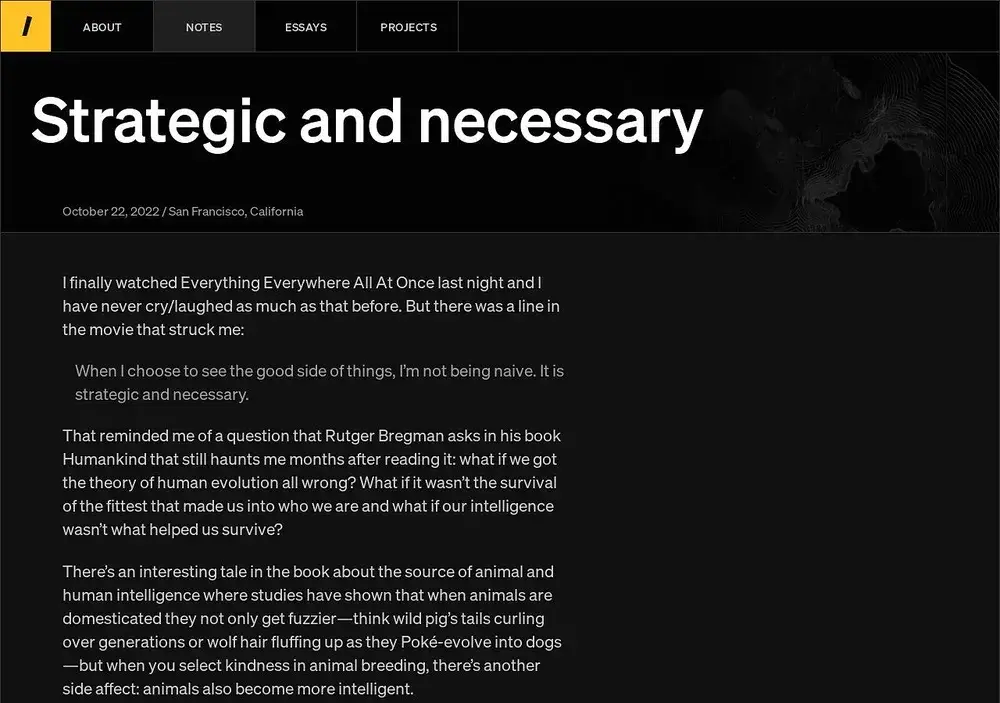 /
ABOUT
NOTES
ESSAYS
PROJECTS
Strategic and necessary
October 22, 2022 / San Francisco, California
I finally watched Everything Everywhere All At Once last night and I
have never cry/laughed as much as that before. But there was a line in
the movie that struck me:
When I choose to see the good side of things, I’m not being naive. It is
strategic and necessary.
That reminded me of a question that Rutger Bregman asks in his book
Humankind that still haunts me months after reading it: what if we got
the theory of human evolution all wrong? What if it wasn’t the survival
of the fittest that made us into who we are and what if our intelligence
wasn’t what helped us survive?
There’s an interesting tale in the book about the source of animal and
human intelligence where studies have shown that when animals are
domesticated they not only get fuzzier—think wild pig’s tails curling
over generations or wolf hair fluffing up as they Poké-evolve into dogs
—but when you select kindness in animal breeding, there’s another
side affect: animals also become more intelligent.